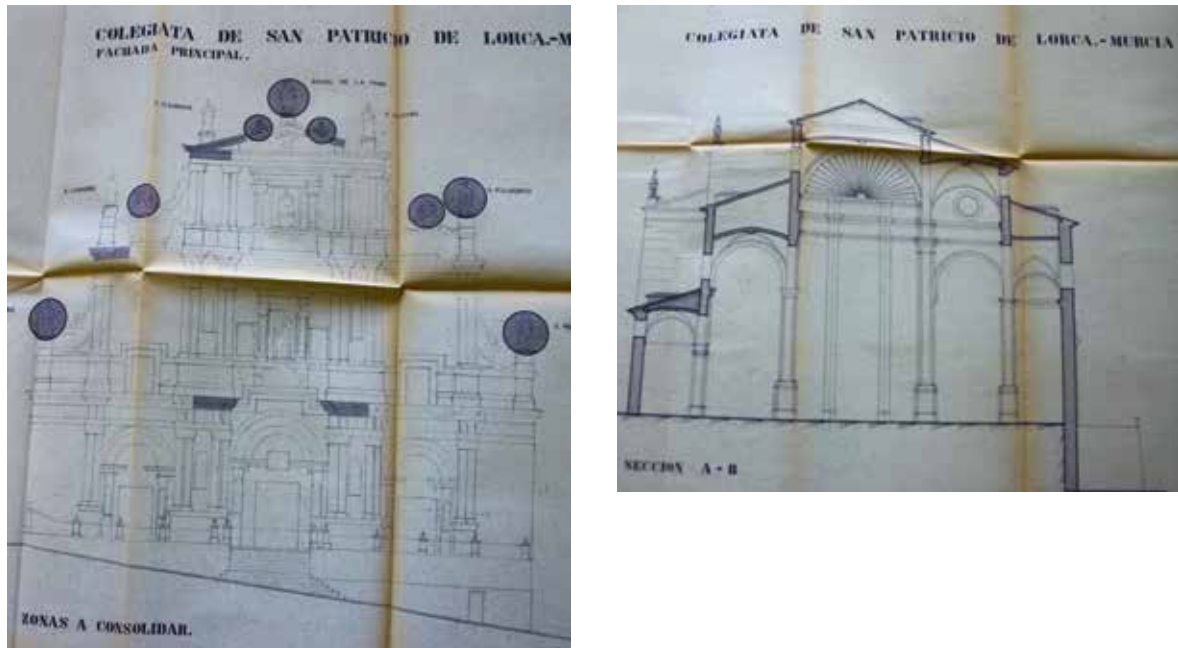 COLEGIATA DE SAN PATRICIO DE LORCA.-M
FACHADA PRINCIPAL.
ZONAS A CONSOLIDAR.
COLEGIATA DE SAN PATRICIO DE LORCA.-MURCIA
SECCION A-B